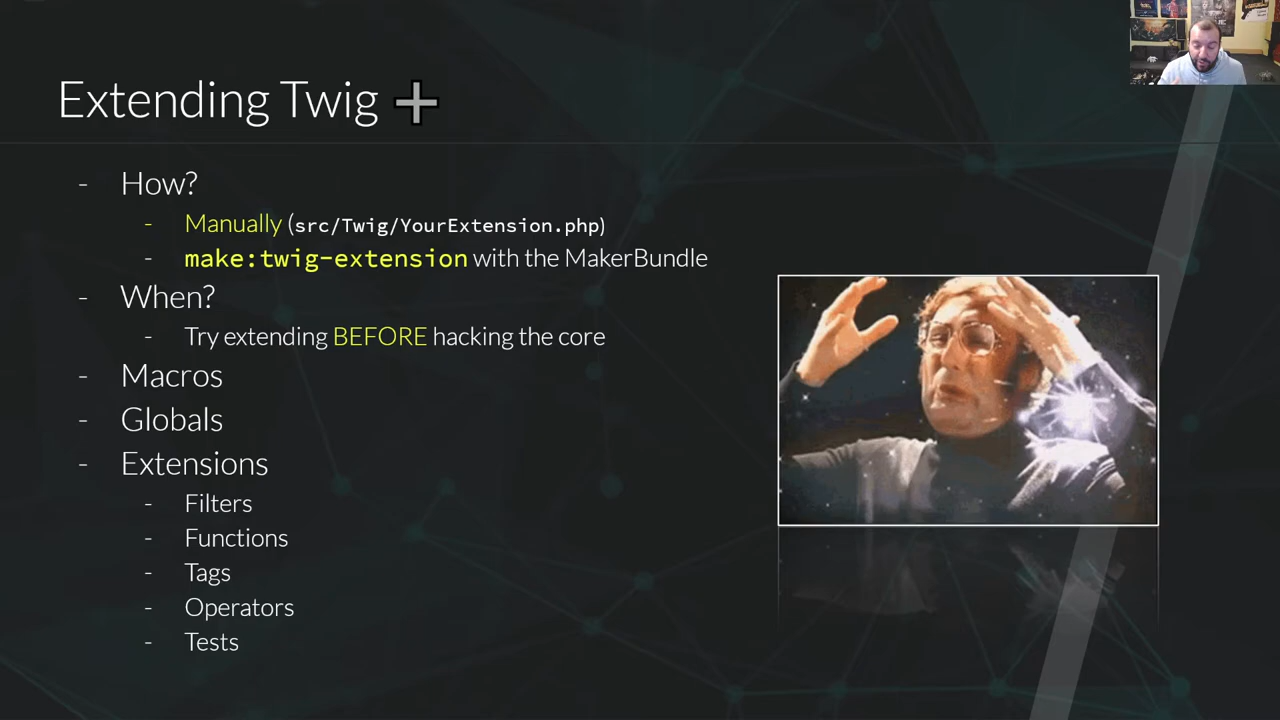 Extending Twig ➕
- How?
- Manually (src/Twig/YourExtension.php)
- make:twig-extension with the MakerBundle
- When?
- Try extending BEFORE hacking the core
- Macros
- Globals
- Extensions
- Filters
- Functions
- Tags
- Operators
- Tests